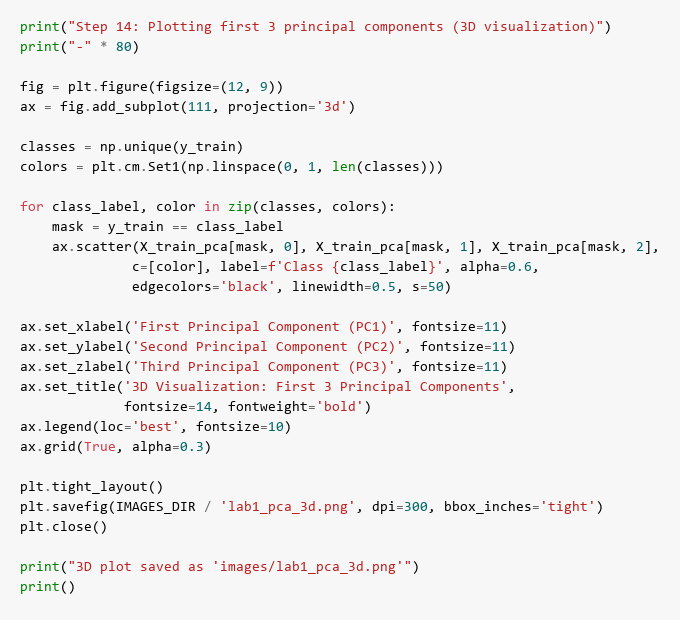 print("Step 14: Plotting first 3 principal components (3D visualization)")
print("-" * 80)

fig = plt.figure(figsize=(12, 9))
ax = fig.add_subplot(111, projection='3d')

classes = np.unique(y_train)
colors = plt.cm.Set1(np.linspace(0, 1, len(classes)))

for class_label, color in zip(classes, colors):
    mask = y_train == class_label
    ax.scatter(X_train_pca[mask, 0], X_train_pca[mask, 1], X_train_pca[mask, 2],
              c=[color], label=f'Class {class_label}', alpha=0.6,
              edgecolors='black', linewidth=0.5, s=50)

ax.set_xlabel('First Principal Component (PC1)', fontsize=11)
ax.set_ylabel('Second Principal Component (PC2)', fontsize=11)
ax.set_zlabel('Third Principal Component (PC3)', fontsize=11)
ax.set_title('3D Visualization: First 3 Principal Components',
             fontsize=14, fontweight='bold')
ax.legend(loc='best', fontsize=10)
ax.grid(True, alpha=0.3)

plt.tight_layout()
plt.savefig(IMAGES_DIR / 'lab1_pca_3d.png', dpi=300, bbox_inches='tight')
plt.close()

print("3D plot saved as 'images/lab1_pca_3d.png'")
print()